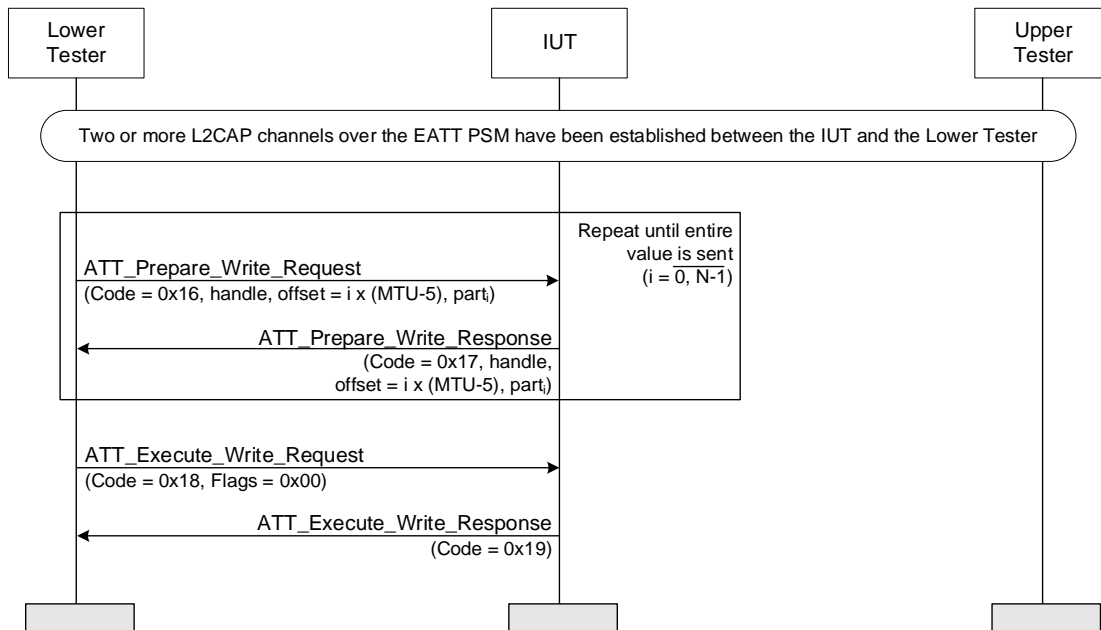 Lower
Tester
IUT
Upper
Tester
Two or more L2CAP channels over the EATT PSM have been established between the IUT and the Lower Tester
Repeat until entire
value is sent
(i = 0, N-1)
ATT_Prepare_Write_Request
(Code = 0x16, handle, offset = i x (MTU-5), partᵢ)
ATT_Prepare_Write_Response
(Code = 0x17, handle,
offset = i x (MTU-5), partᵢ)
ATT_Execute_Write_Request
(Code = 0x18, Flags = 0x00)
ATT_Execute_Write_Response
(Code = 0x19)